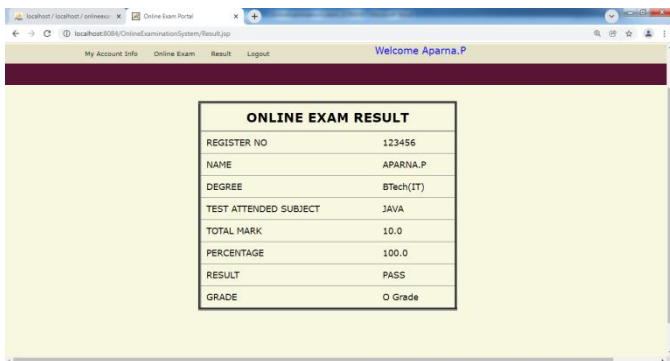 localhost / localhost / onlineexa
Online Exam Portal
localhost:8084/OnlineExaminationSystem/Result.jsp
My Account Info Online Exam Result Logout Welcome Aparna.P
ONLINE EXAM RESULT
REGISTER NO 123456
NAME APARNA.P
DEGREE BTech(IT)
TEST ATTENDED SUBJECT JAVA
TOTAL MARK 10.0
PERCENTAGE 100.0
RESULT PASS
GRADE O Grade